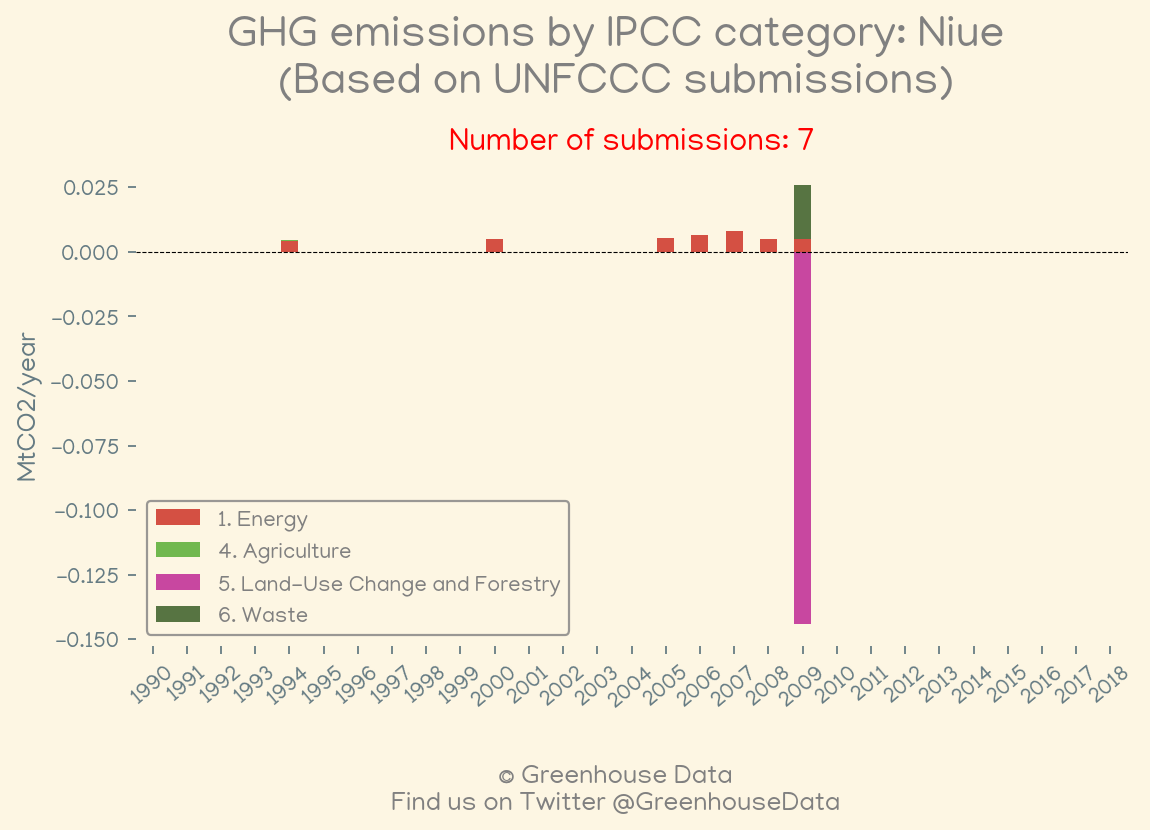 GHG emissions by IPCC category: Niue
(Based on UNFCCC submissions)
Number of submissions: 7
MtCO2/year
0.025
0.000
-0.025
-0.050
-0.075
-0.100
-0.125
-0.150
1. Energy
4. Agriculture
5. Land-Use Change and Forestry
6. Waste
1990 1991 1992 1993 1994 1995 1996 1997 1998 1999 2000 2001 2002 2003 2004 2005 2006 2007 2008 2009 2010 2011 2012 2013 2014 2015 2016 2017 2018
© Greenhouse Data
Find us on Twitter @GreenhouseData